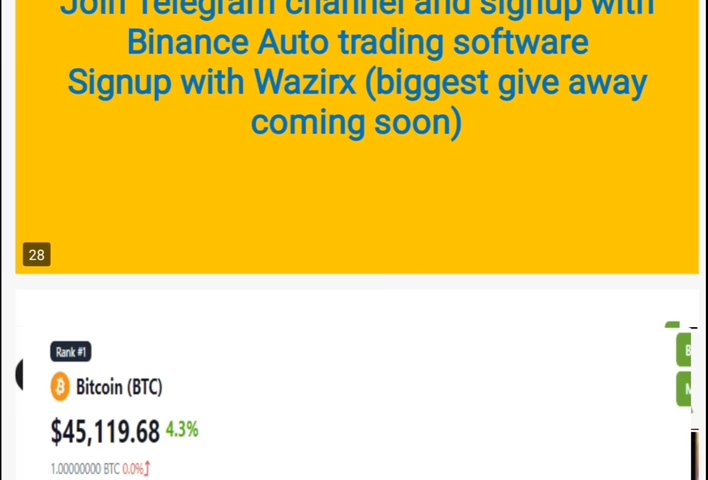 Join Telegram channel and signup with
Binance Auto trading software
Signup with Wazirx (biggest give away
coming soon)
28
Rank #1
Bitcoin (BTC)
$45,119.68 4.3%
1.00000000 BTC 0.0%